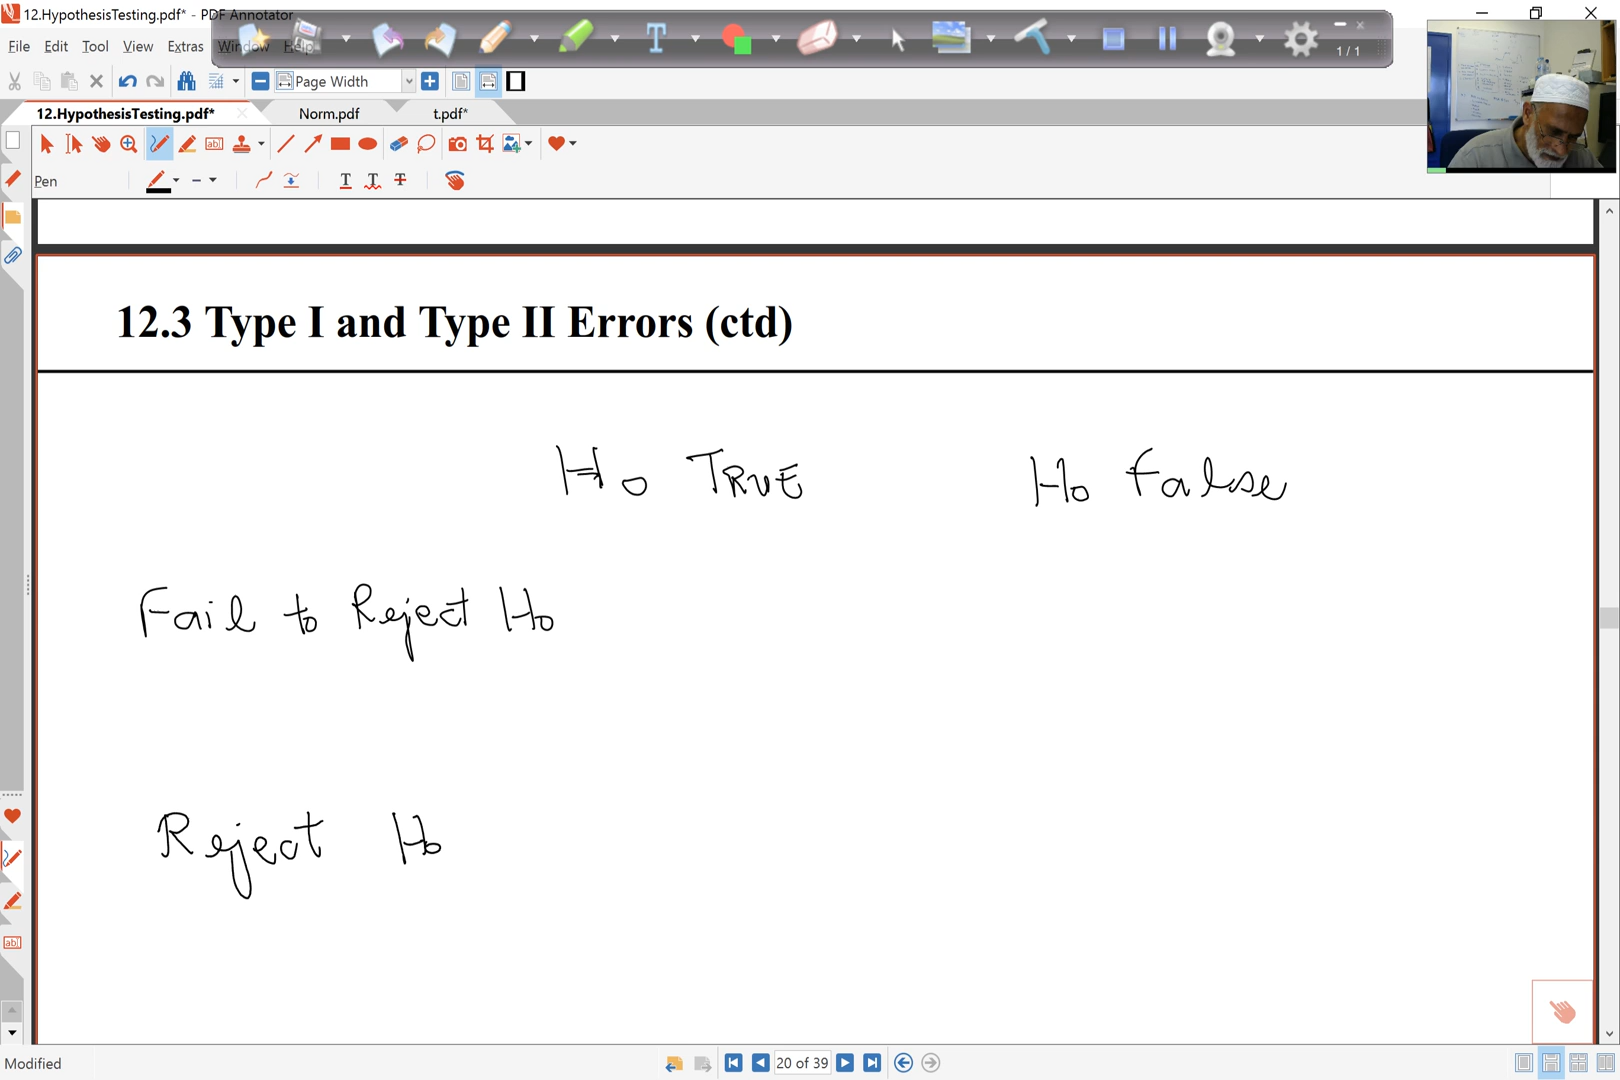 12.HypothesisTesting.pdf* - PDF Annotator
File Edit Tool View Extras Window Help
1 / 1
Page Width
12.HypothesisTesting.pdf* Norm.pdf t.pdf*
Pen
12.3 Type I and Type II Errors (ctd)
Ho TRUE Ho False
Fail to Reject Ho
Reject Ho
Modified 20 of 39